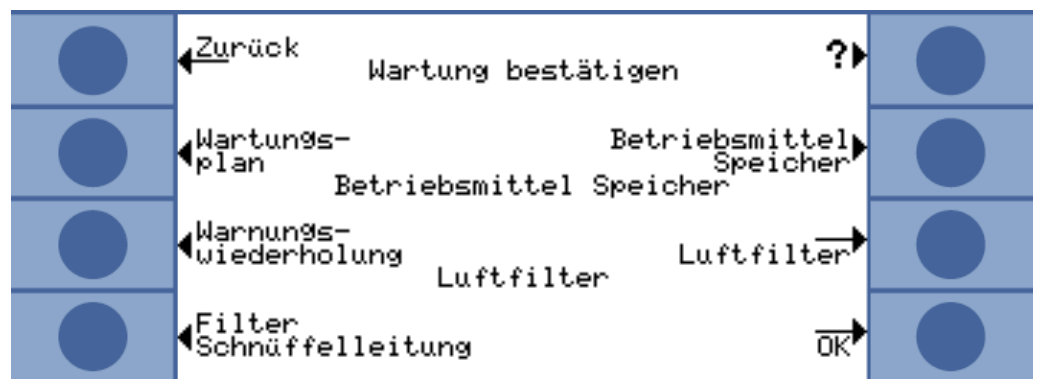 Zurück
?
Wartung bestätigen
Wartungs-
plan
Betriebsmittel
Speicher
Betriebsmittel Speicher
Warnungs-
wiederholung
Luftfilter
Luftfilter
Filter
Schnüffelleitung
OK